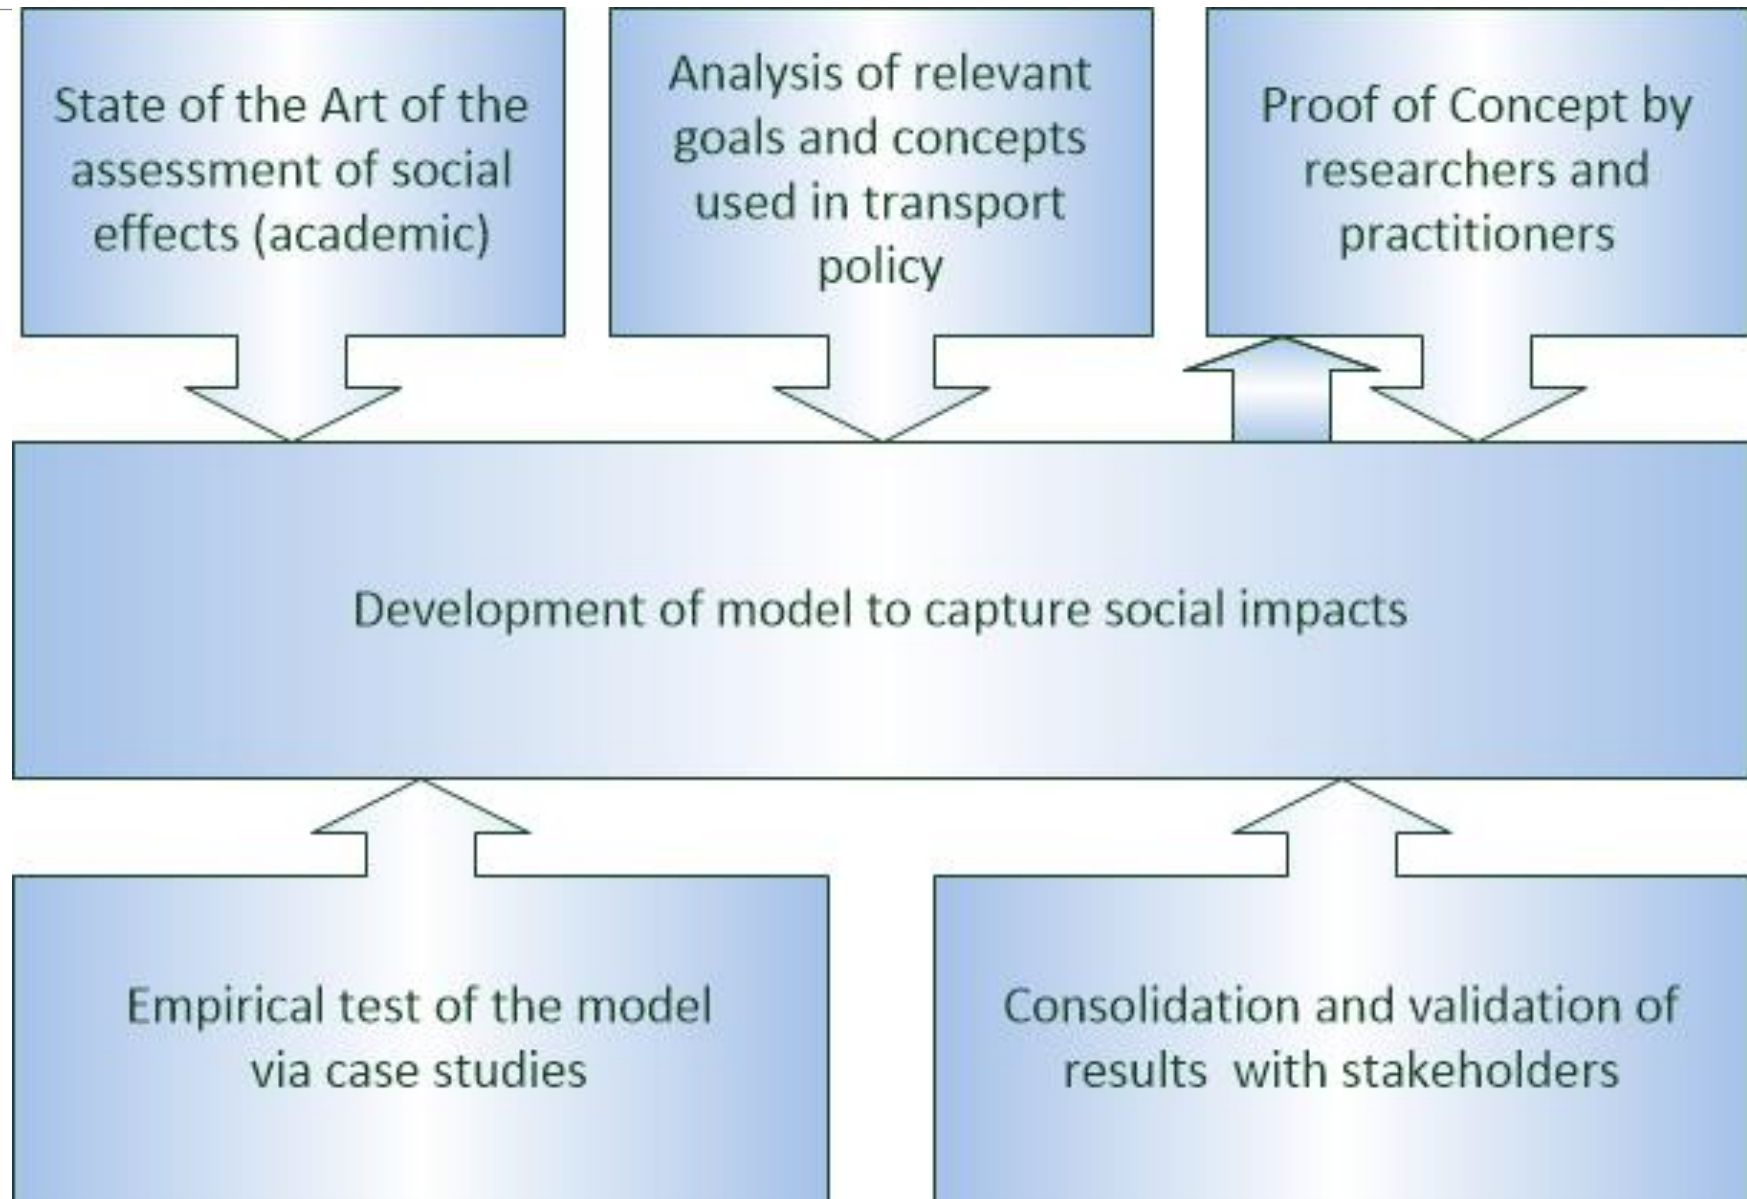 State of the Art of the
assessment of social
effects (academic)
Analysis of relevant
goals and concepts
used in transport
policy
Proof of Concept by
researchers and
practitioners
Development of model to capture social impacts
Empirical test of the model
via case studies
Consolidation and validation of
results  with stakeholders